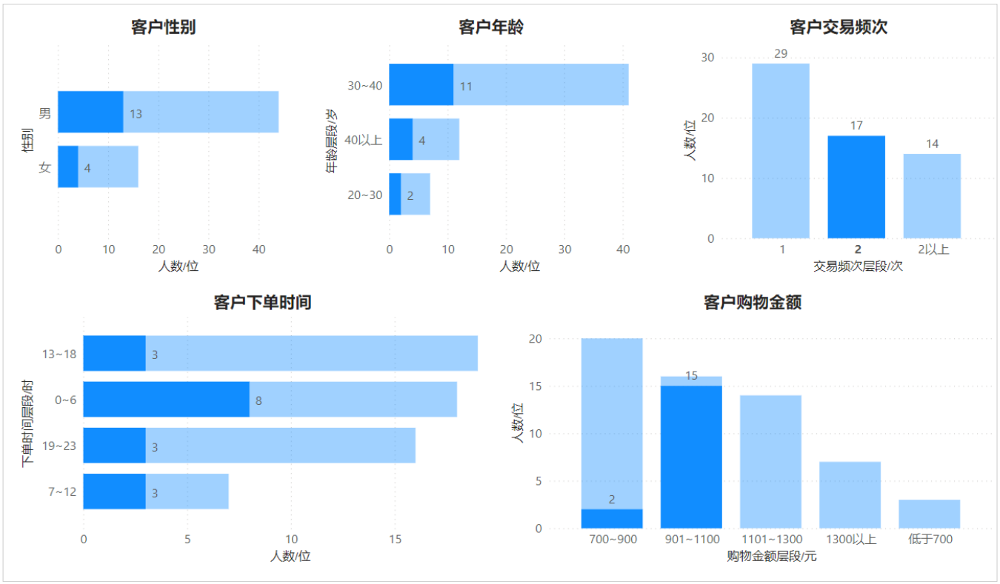 客户性别
性别
男
13
女
4
0 10 20 30 40
人数/位
客户年龄
年龄层段/岁
30~40
11
40以上
4
20~30
2
0 10 20 30 40
人数/位
客户交易频次
人数/位
30
20
10
0
29
17
14
1 2 2以上
交易频次层段/次
客户下单时间
下单时间层段/时
13~18
3
0~6
8
19~23
3
7~12
3
0 5 10 15
人数/位
客户购物金额
人数/位
20
15
10
5
0
2
15
700~900 901~1100 1101~1300 1300以上 低于700
购物金额层段/元